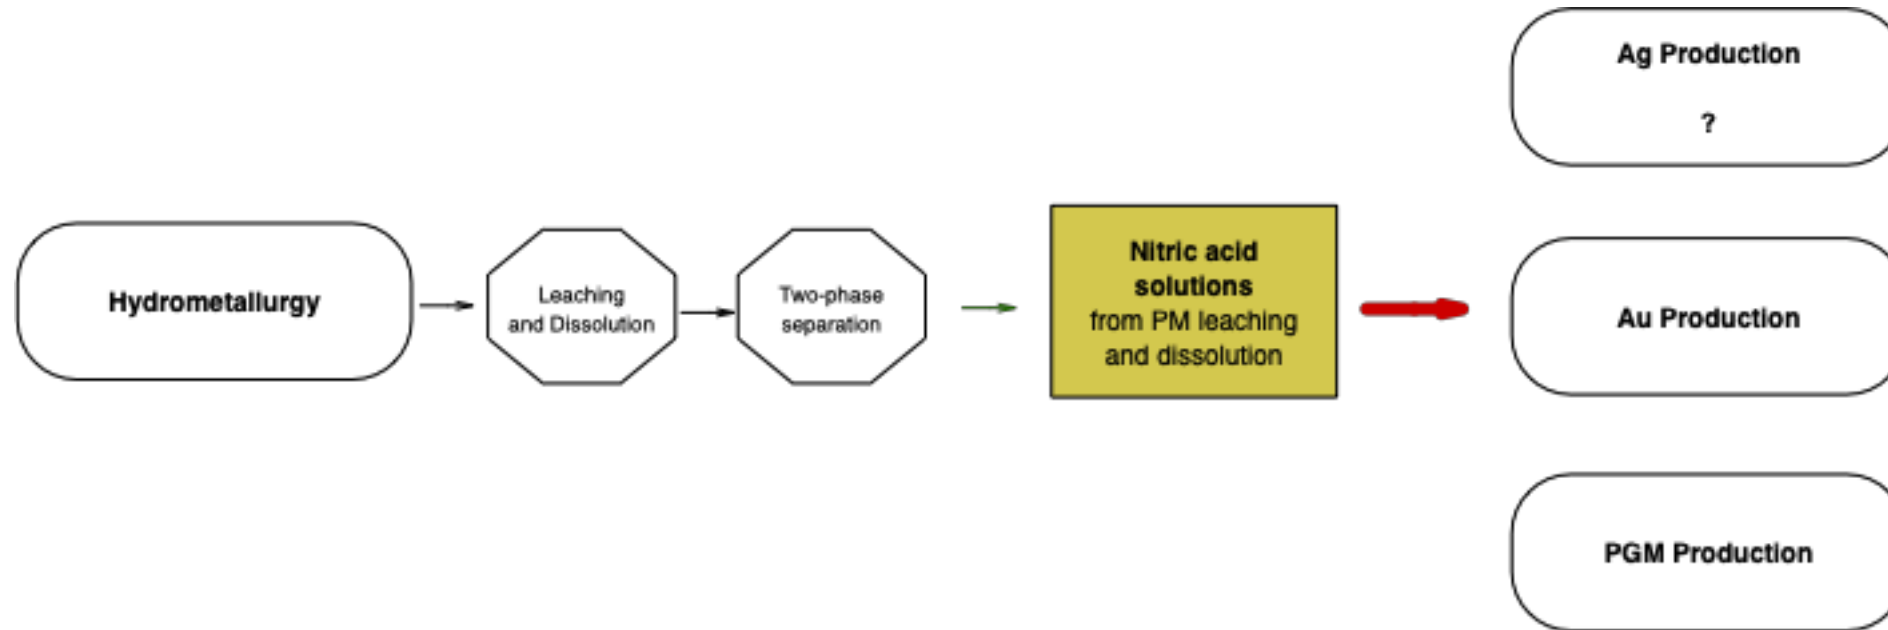 Hydrometallurgy
Leaching
and Dissolution
Two-phase
separation
Nitric acid
solutions
from PM leaching
and dissolution
Ag Production
?
Au Production
PGM Production